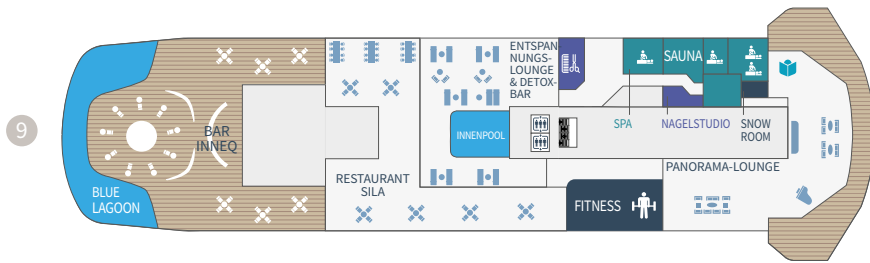 9
BLUE
LAGOON
BAR
INNEQ
RESTAURANT
SILA
ENTSPAN
NUNGS-
LOUNGE
& DETOX-
BAR
INNENPOOL
SAUNA
SPA
NAGELSTUDIO
SNOW
ROOM
PANORAMA-LOUNGE
FITNESS